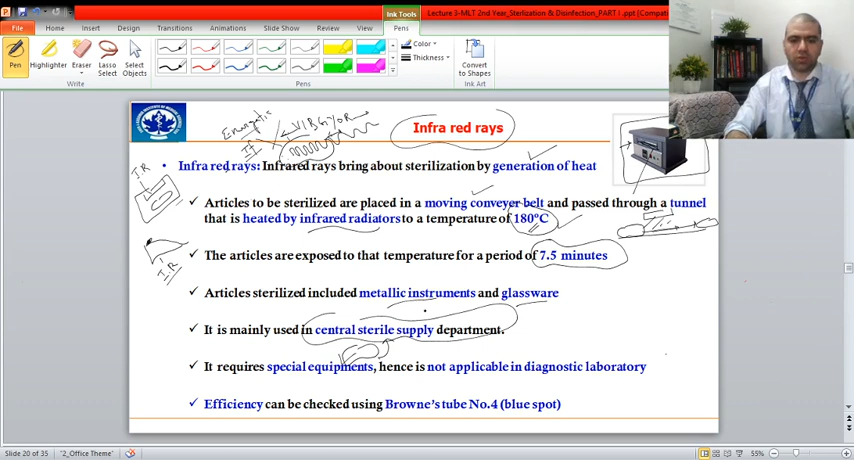 Ink Tools
Lecture 3-MLT 2nd Year_Sterlization & Disinfection_PART I .ppt [Compati
File Home Insert Design Transitions Animations Slide Show Review View Pens
Pen
Highlighter
Eraser
Lasso Select
Select Objects
Color
Thickness
Convert to Shapes
Write
Pens
Ink Art
Energetic
VIBGYOR
Infra red rays
I.R
• Infra red rays: Infrared rays bring about sterilization by generation of heat
✓ Articles to be sterilized are placed in a moving conveyer belt and passed through a tunnel
that is heated by infrared radiators to a temperature of 180°C
I.R
✓ The articles are exposed to that temperature for a period of 7.5 minutes
✓ Articles sterilized included metallic instruments and glassware
✓ It is mainly used in central sterile supply department.
✓ It requires special equipments, hence is not applicable in diagnostic laboratory
✓ Efficiency can be checked using Browne's tube No.4 (blue spot)
Slide 20 of 35
"2_Office Theme"
55%